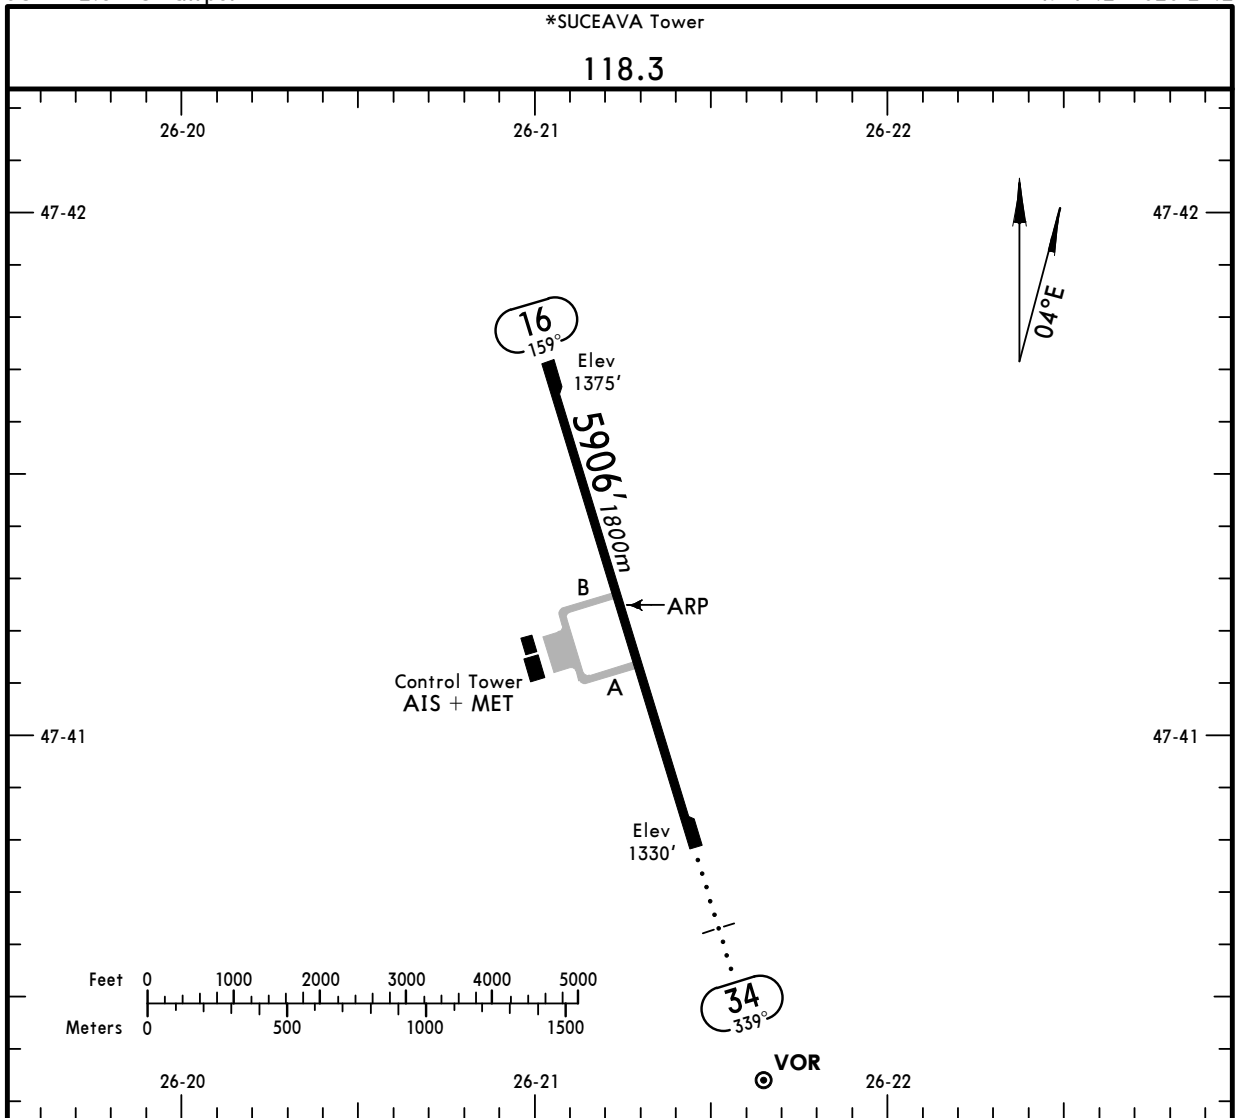 *SUCEAVA Tower
118.3
26-20 26-21 26-22
47-42 47-42
04°E
16
159°
Elev
1375'
5906'
1800m
B
ARP
Control Tower
AIS + MET
A
47-41 47-41
Elev
1330'
Feet 0 1000 2000 3000 4000 5000
Meters 0 500 1000 1500
34
339°
VOR
26-20 26-21 26-22